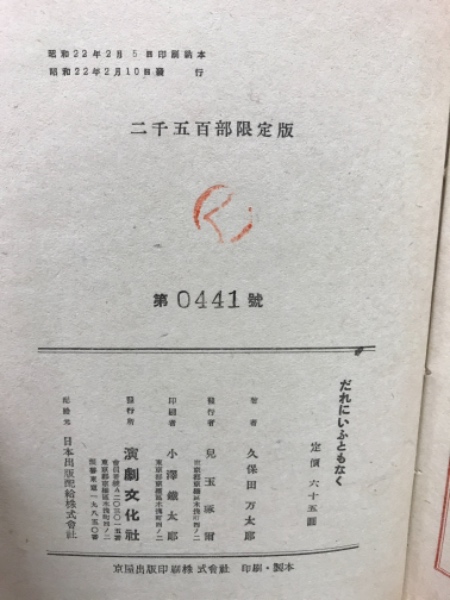 昭和22年2月5日印刷納本
昭和22年2月10日發行
二千五百部限定版
第0441號
だれにいふともなく
定價 六十五圓
著者 久保田万太郎
發行者 兒玉琢爾
印刷者 小澤鐵太郎
發行所 演劇文化社
配給元 日本出版配給株式會社
京屋出版印刷株式會社 印刷・製本